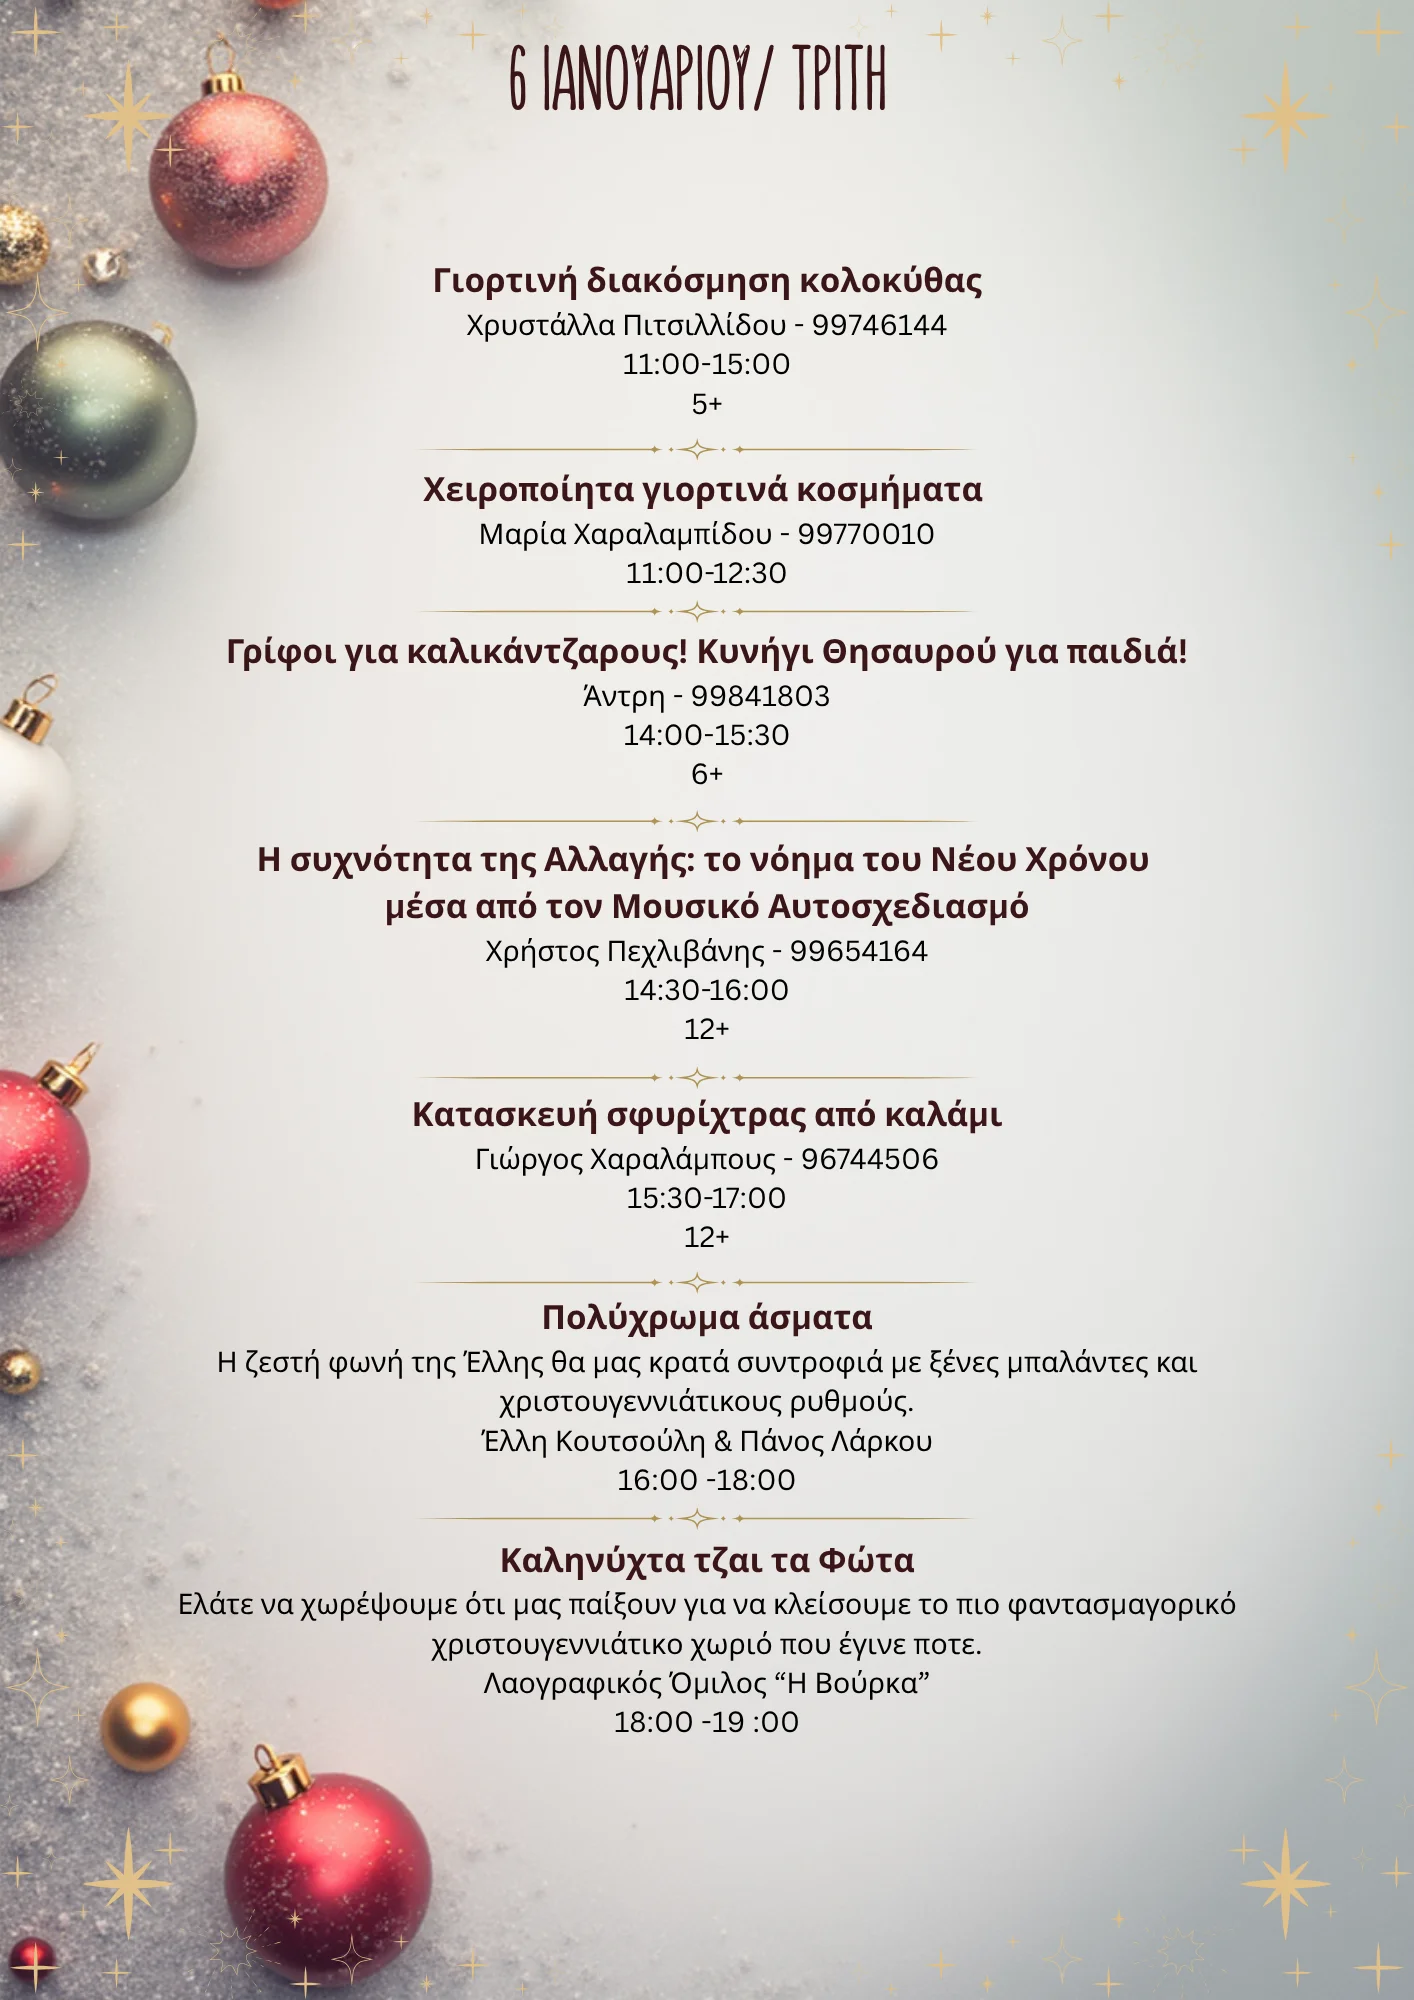 6 ΙΑΝΟΥΑΡΙΟΥ/ ΤΡΙΤΗ
Γιορτινή διακόσμηση κολοκύθας
Χρυστάλλα Πιτσιλλίδου - 99746144
11:00-15:00
5+
Χειροποίητα γιορτινά κοσμήματα
Μαρία Χαραλαμπίδου - 99770010
11:00-12:30
Γρίφοι για καλικάντζαρους! Κυνήγι Θησαυρού για παιδιά!
Άντρη - 99841803
14:00-15:30
6+
Η συχνότητα της Αλλαγής: το νόημα του Νέου Χρόνου
μέσα από τον Μουσικό Αυτοσχεδιασμό
Χρήστος Πεχλιβάνης - 99654164
14:30-16:00
12+
Κατασκευή σφυρίχτρας από καλάμι
Γιώργος Χαραλάμπους - 96744506
15:30-17:00
12+
Πολύχρωμα άσματα
Η ζεστή φωνή της Έλλης θα μας κρατά συντροφιά με ξένες μπαλάντες και
χριστουγεννιάτικους ρυθμούς.
Έλλη Κουτσούλη & Πάνος Λάρκου
16:00 -18:00
Καληνύχτα τζαι τα Φώτα
Ελάτε να χωρέψουμε ότι μας παίξουν για να κλείσουμε το πιο φαντασμαγορικό
χριστουγεννιάτικο χωριό που έγινε ποτε.
Λαογραφικός Όμιλος “Η Βούρκα”
18:00 -19 :00